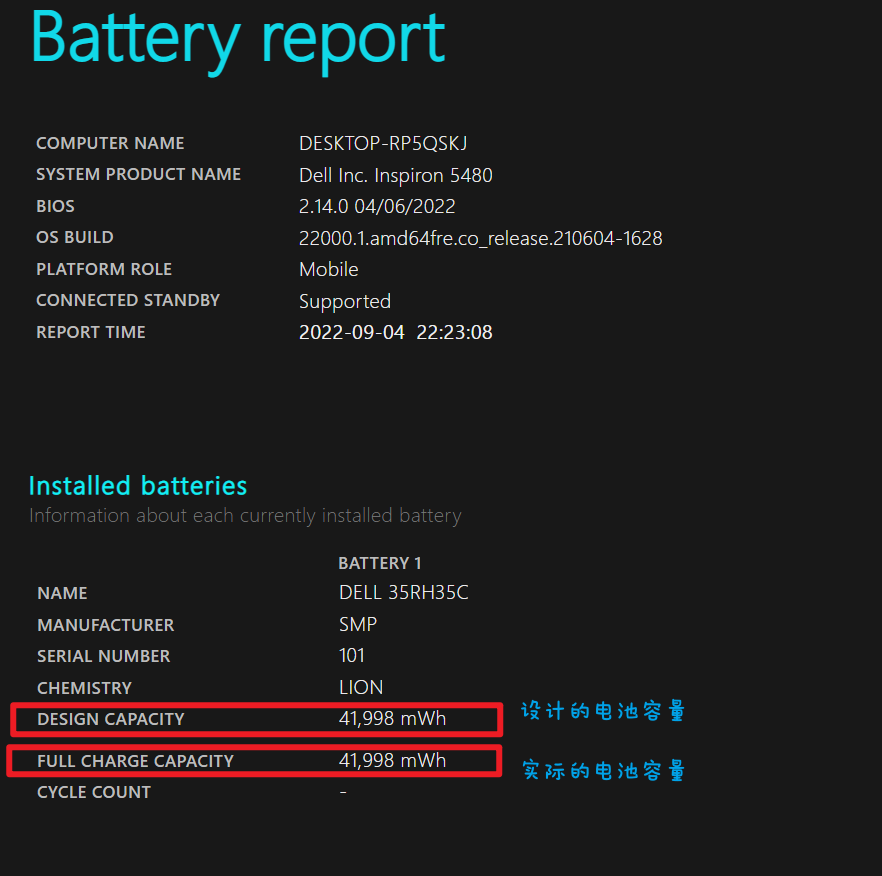 Battery report
COMPUTER NAME DESKTOP-RP5QSKJ
SYSTEM PRODUCT NAME Dell Inc. Inspiron 5480
BIOS 2.14.0 04/06/2022
OS BUILD 22000.1.amd64fre.co_release.210604-1628
PLATFORM ROLE Mobile
CONNECTED STANDBY Supported
REPORT TIME 2022-09-04 22:23:08
Installed batteries
Information about each currently installed battery
BATTERY 1
NAME DELL 35RH35C
MANUFACTURER SMP
SERIAL NUMBER 101
CHEMISTRY LION
DESIGN CAPACITY 41,998 mWh 设计的电池容量
FULL CHARGE CAPACITY 41,998 mWh 实际的电池容量
CYCLE COUNT -